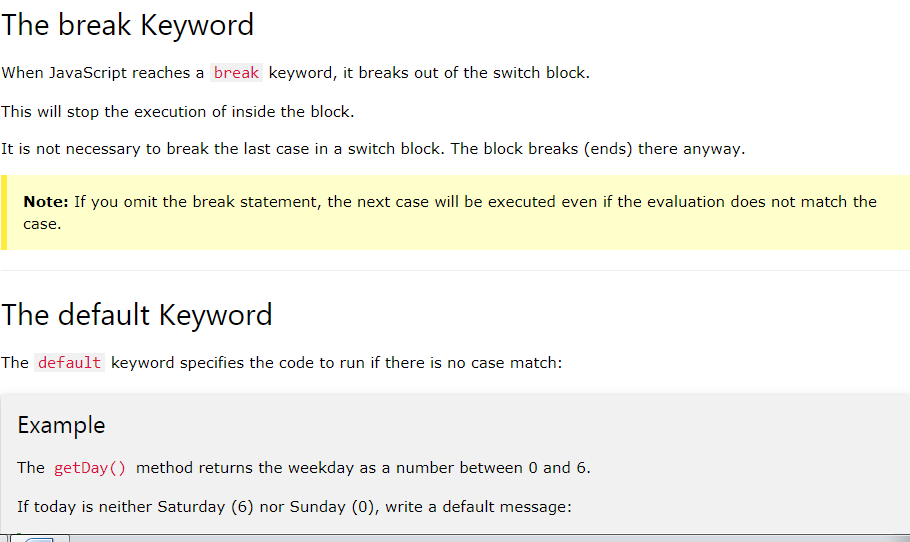 The break Keyword
When JavaScript reaches a break keyword, it breaks out of the switch block.
This will stop the execution of inside the block.
It is not necessary to break the last case in a switch block. The block breaks (ends) there anyway.
Note: If you omit the break statement, the next case will be executed even if the evaluation does not match the
case.
The default Keyword
The default keyword specifies the code to run if there is no case match:
Example
The getDay() method returns the weekday as a number between 0 and 6.
If today is neither Saturday (6) nor Sunday (0), write a default message: